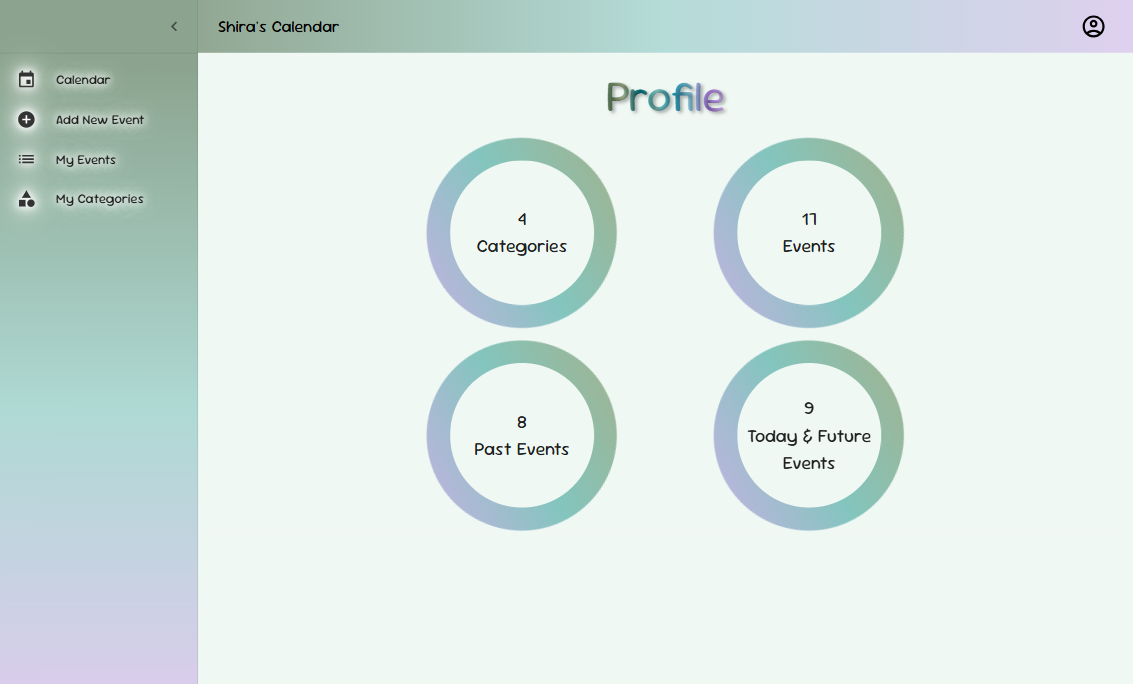 Shira's Calendar
Calendar
Add New Event
My Events
My Categories
Profile
4
Categories
17
Events
8
Past Events
9
Today & Future
Events